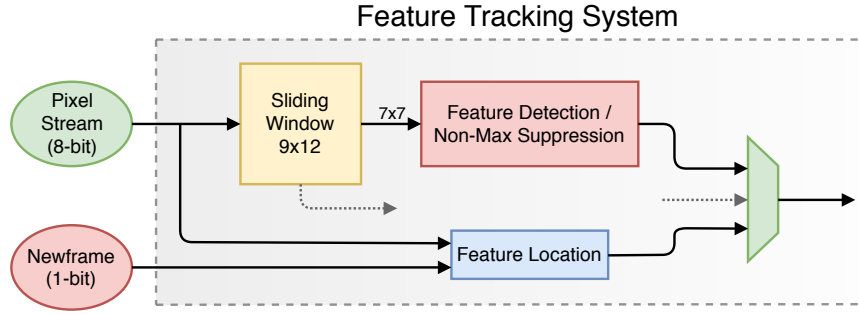 Feature Tracking System
Pixel
Stream
(8-bit)
Sliding
Window
9x12
7x7
Feature Detection /
Non-Max Suppression
Newframe
(1-bit)
Feature Location